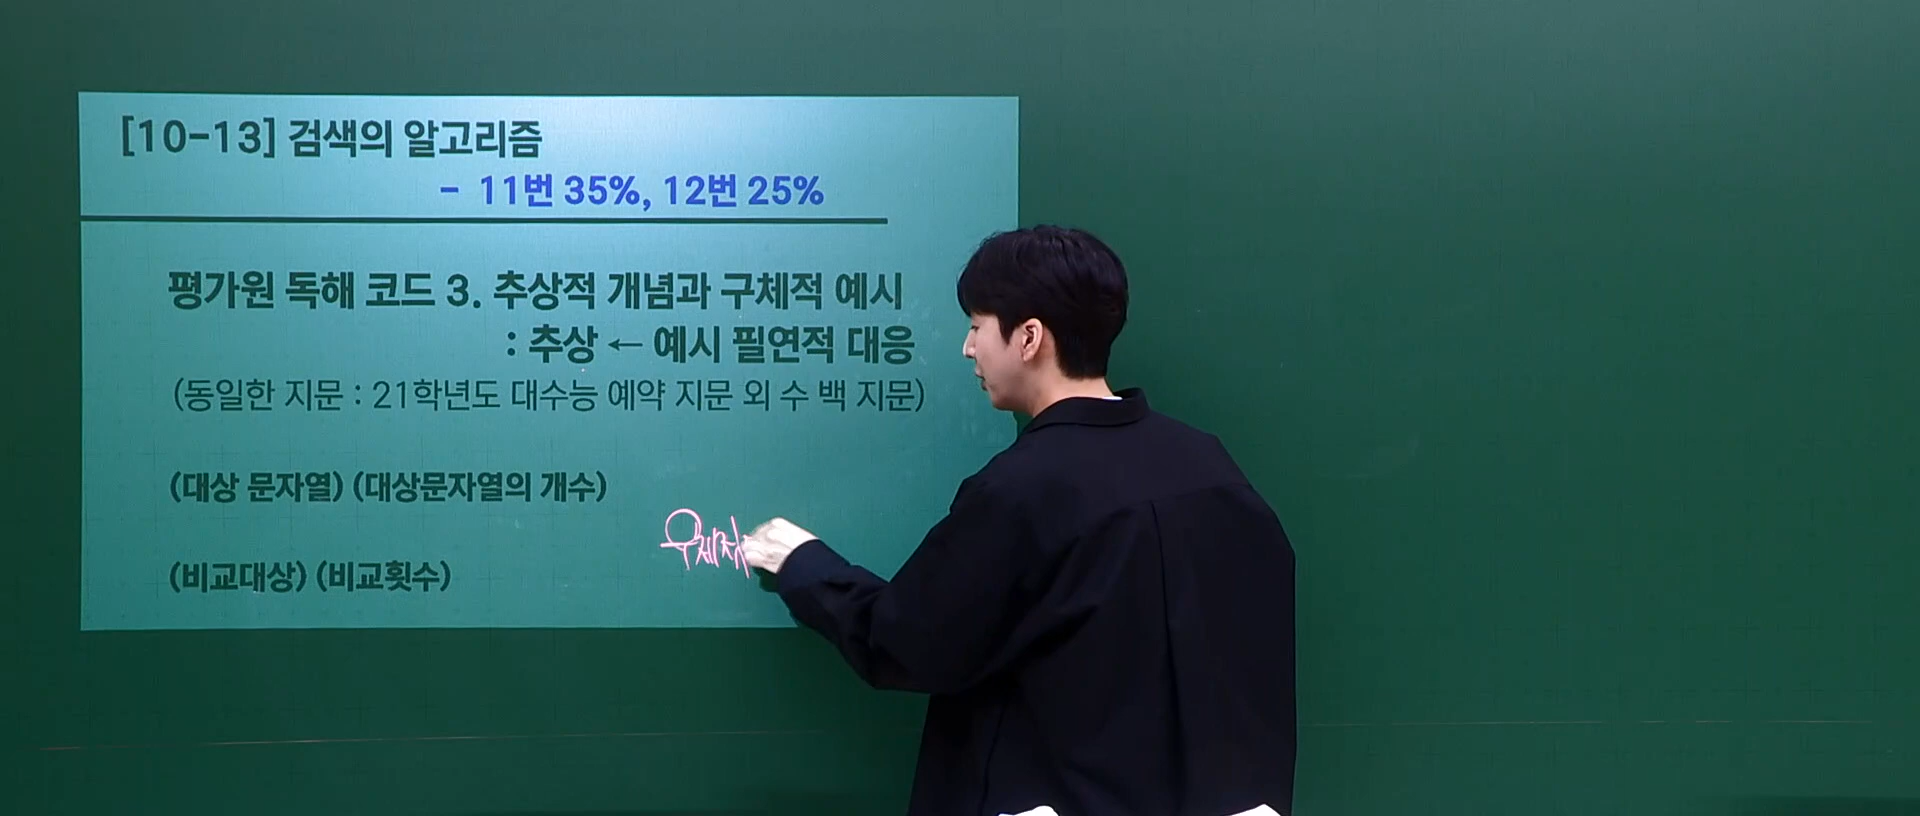 [10-13] 검색의 알고리즘
- 11번 35%, 12번 25%
평가원 독해 코드 3. 추상적 개념과 구체적 예시
: 추상 ← 예시 필연적 대응
(동일한 지문 : 21학년도 대수능 예약 지문 외 수 백 지문)
(대상 문자열) (대상문자열의 개수)
(비교대상) (비교횟수)